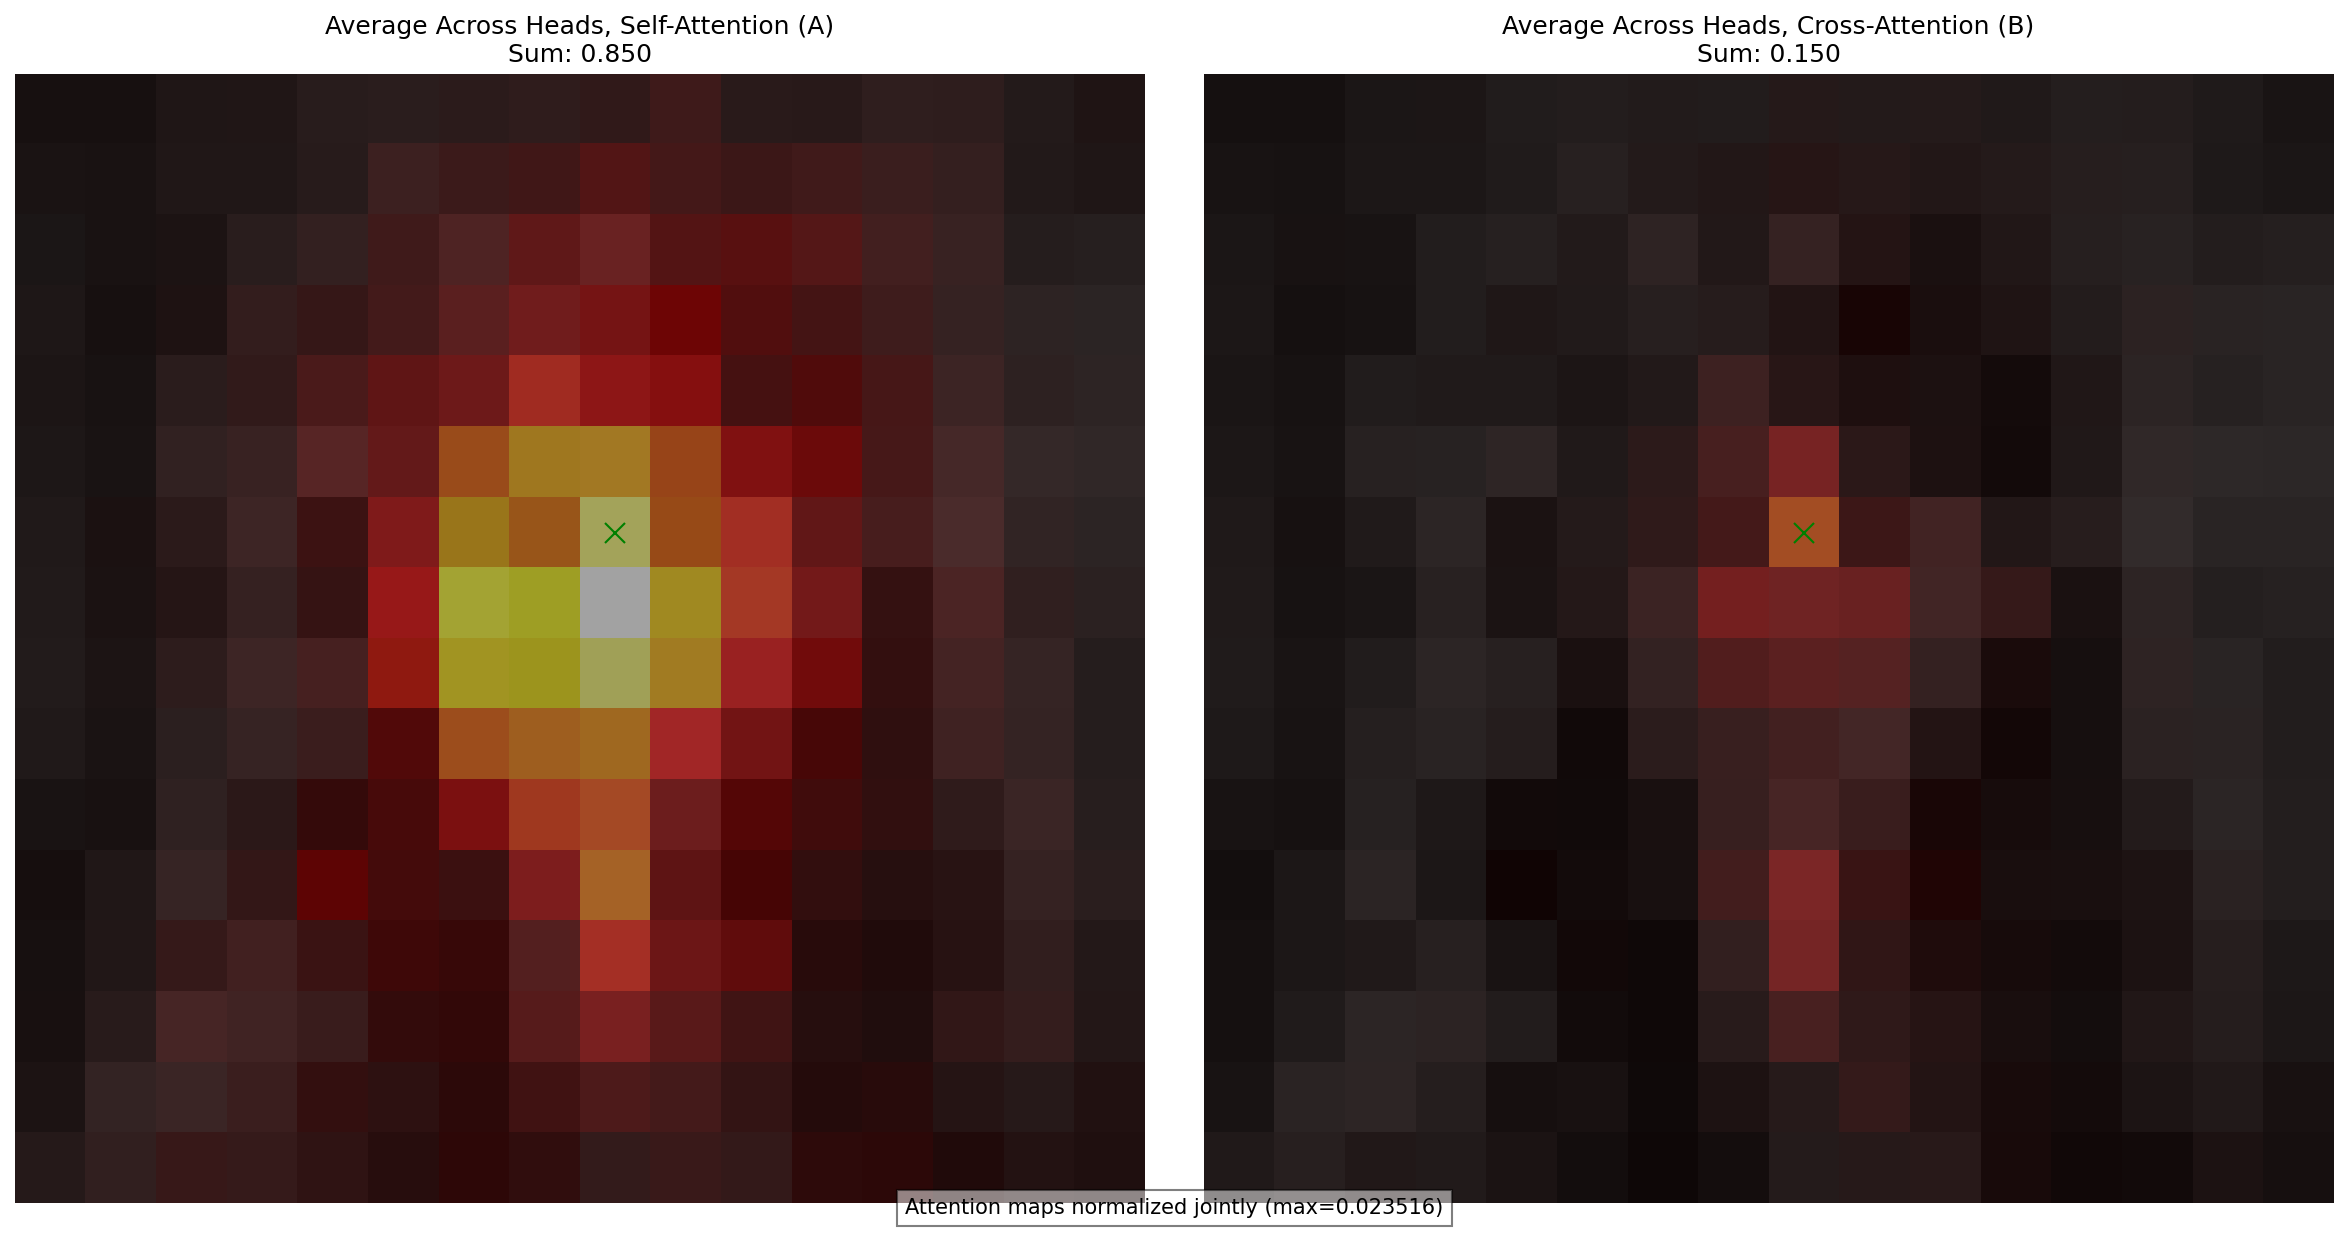 Average Across Heads, Self-Attention (A)
Sum: 0.850
Average Across Heads, Cross-Attention (B)
Sum: 0.150
Attention maps normalized jointly (max=0.023516)